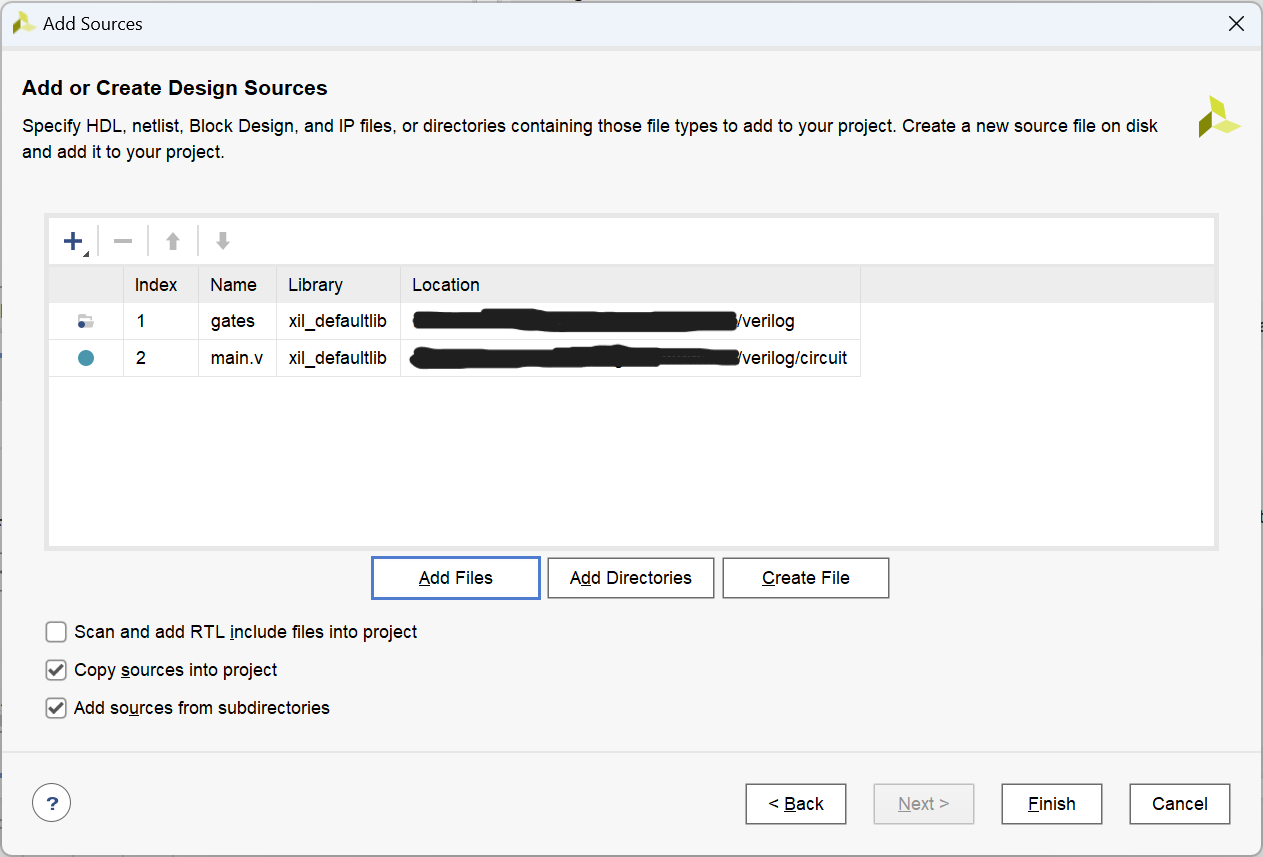 Add Sources
Add or Create Design Sources
Specify HDL, netlist, Block Design, and IP files, or directories containing those file types to add to your project. Create a new source file on disk
and add it to your project.
Index Name Library Location
1 gates xil_defaultlib /verilog
2 main.v xil_defaultlib /verilog/circuit
Add Files Add Directories Create File
Scan and add RTL include files into project
Copy sources into project
Add sources from subdirectories
? < Back Next > Finish Cancel